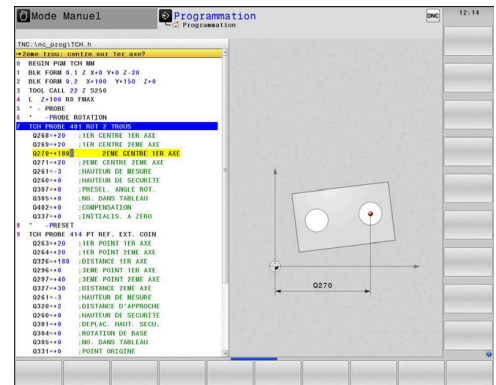 Mode Manuel
Programmation
Programmation
DNC
12:14
TNC:\nc_prog\TCH.h
→2ème trou: centre sur 1er axe?
0 BEGIN PGM TCH MM
1 BLK FORM 0.1 Z X+0 Y+0 Z-20
2 BLK FORM 0.2 X+100 Y+150 Z+0
3 TOOL CALL 22 Z S250
4 L Z+100 R0 FMAX
5 * - PROBE
6 * -PROBE ROTATION
7 TCH PROBE 401 ROT 2 TROUS
Q268=+20 ;1ER CENTRE 1ER AXE
Q269=+20 ;1ER CENTRE 2EME AXE
Q270=+180 2EME CENTRE 1ER AXE
Q271=+20 ;2EME CENTRE 2EME AXE
Q261=-3 ;HAUTEUR DE MESURE
Q260=+0 ;HAUTEUR DE SECURITE
Q307=+0 ;PRESEL. ANGLE ROT.
Q305=+0 ;NO. DANS TABLEAU
Q402=+0 ;COMPENSATION
Q337=+0 ;INITIALIS. A ZERO
8 * -PRESET
9 TCH PROBE 414 PT REF. EXT. COIN
Q263=+20 ;1ER POINT 1ER AXE
Q264=+20 ;1ER POINT 2EME AXE
Q326=+180 ;DISTANCE 1ER AXE
Q296=+0 ;3EME POINT 1ER AXE
Q297=+40 ;3EME POINT 2EME AXE
Q327=+30 ;DISTANCE 2EME AXE
Q261=-3 ;HAUTEUR DE MESURE
Q320=+2 ;DISTANCE D'APPROCHE
Q260=+0 ;HAUTEUR DE SECURITE
Q301=+0 ;DEPLAC. HAUT. SECU.
Q304=+0 ;ROTATION DE BASE
Q305=+0 ;NO. DANS TABLEAU
Q331=+0 ;POINT ORIGINE
Q270